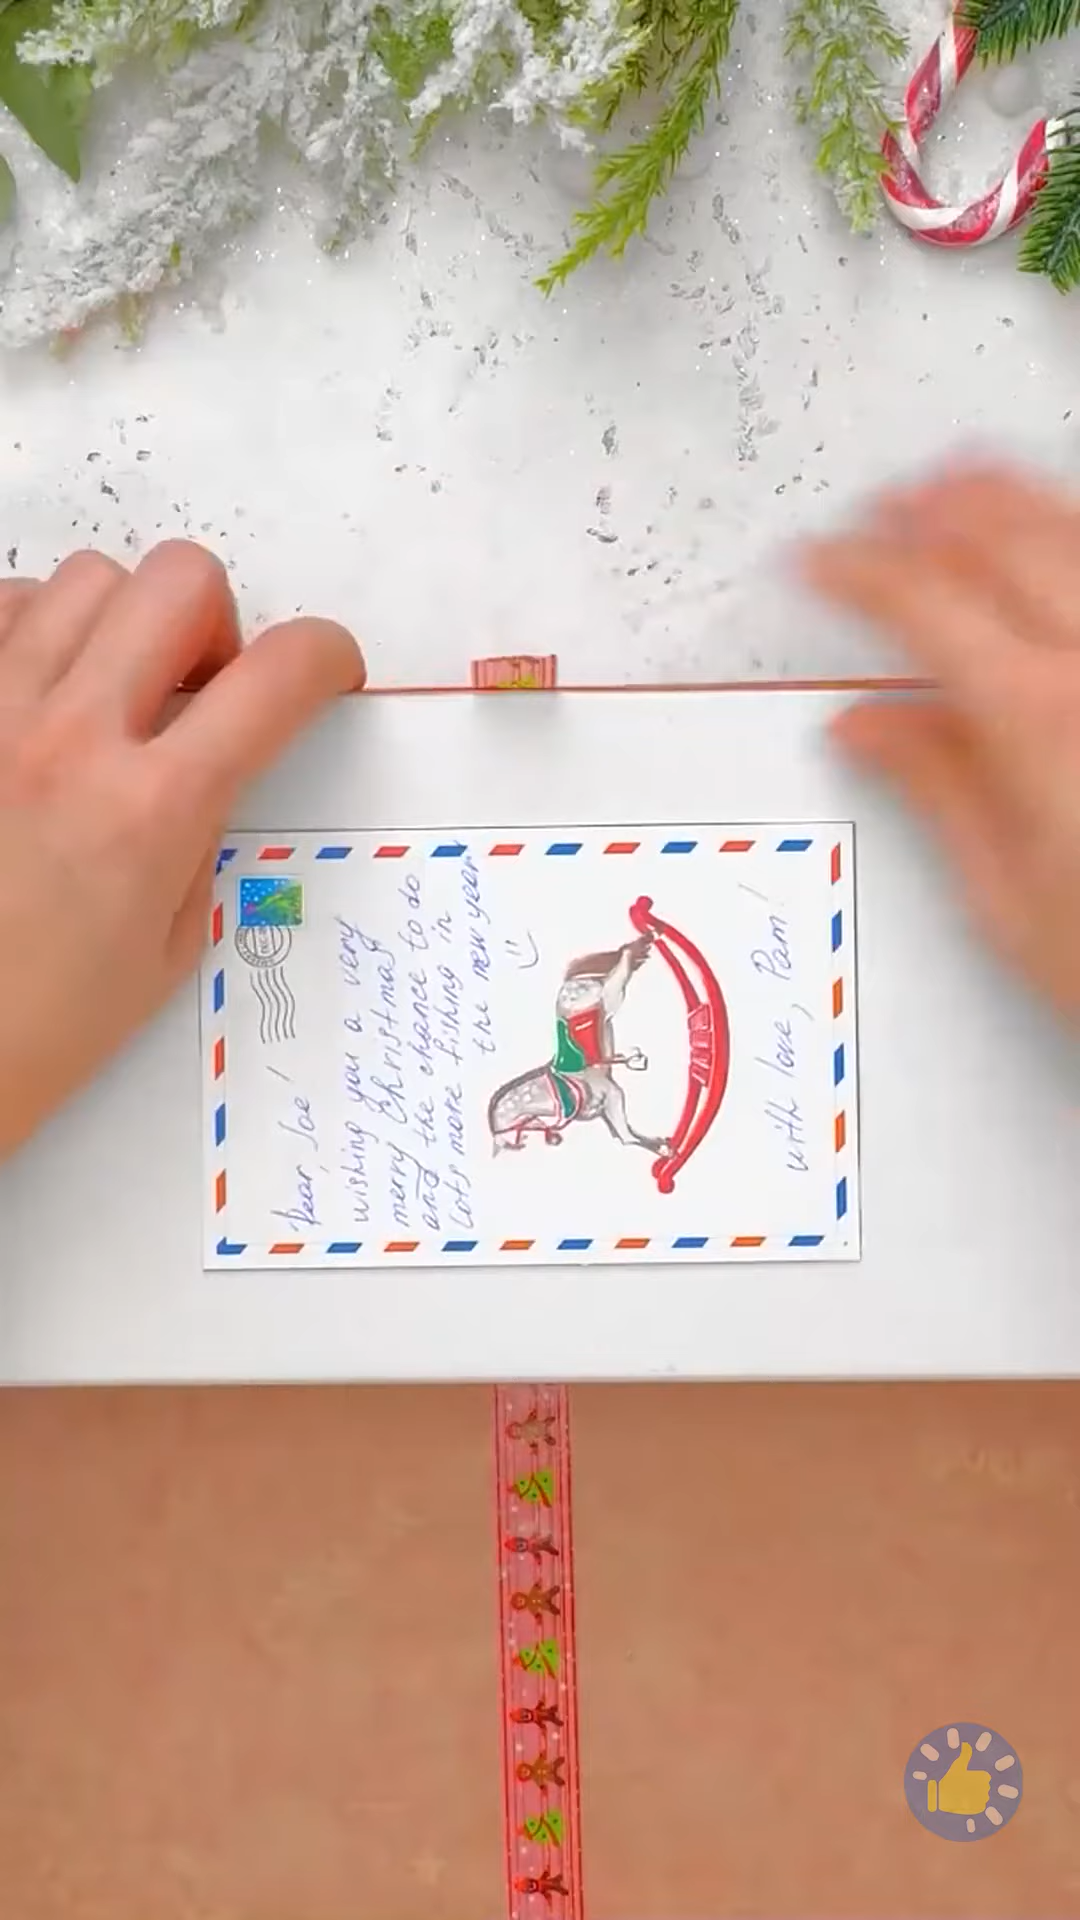 Dear, Joe!
wishing you a very
merry Christmas
and the chance to do
Lots more fishing in
the new year
:)
with love, Pam!